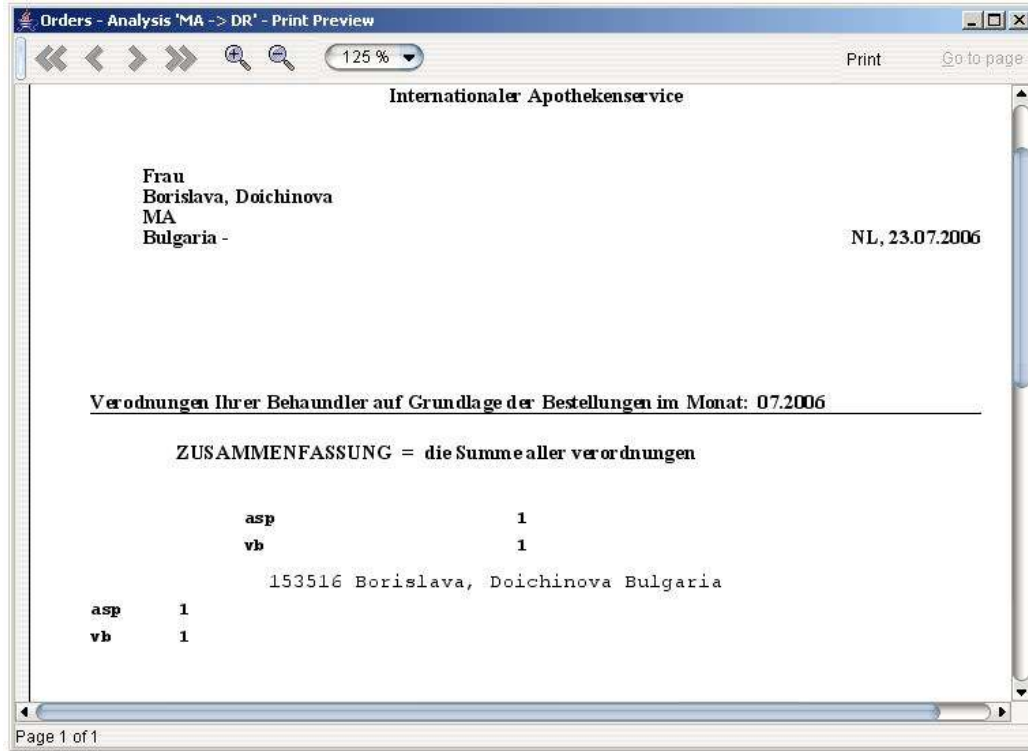 Orders - Analysis 'MA -> DR' - Print Preview
125 % Print Go to page
Internationaler Apothekenservice
Frau
Borislava, Doichinova
MA
Bulgaria - NL, 23.07.2006
Verodnungen Ihrer Behaundler auf Grundlage der Bestellungen im Monat: 07.2006
ZUSAMMENFASSUNG = die Summe aller verordnungen
asp 1
vb 1
153516 Borislava, Doichinova Bulgaria
asp 1
vb 1
Page 1 of 1